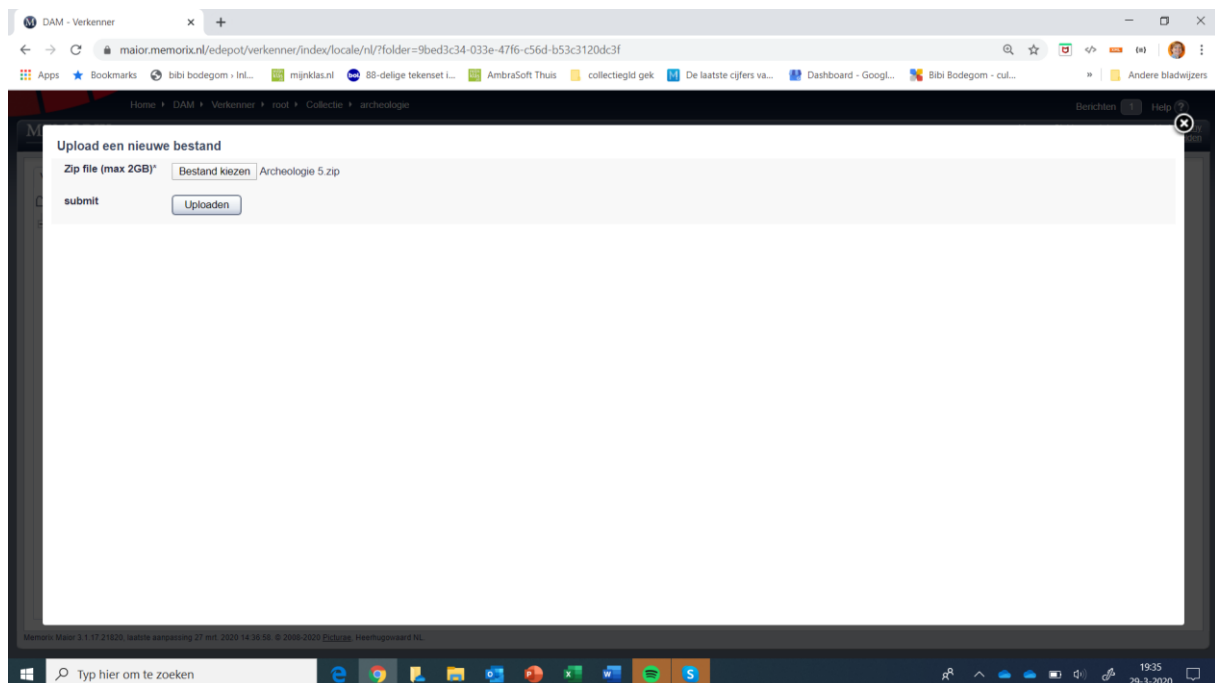 DAM - Verkenner
maior.memorix.nl/edepot/verkenner/index/locale/nl/?folder=9bed3c34-033e-47f6-c56d-b53c3120dc3f
Apps Bookmarks bibi bodegom › Inl... mijnklas.nl 88-delige tekenset i... AmbraSoft Thuis collectiegld gek De laatste cijfers va... Dashboard - Googl... Bibi Bodegom - cul... » Andere bladwijzers
Home DAM Verkenner root Collectie archeologie Berichten 1 Help ?
Upload een nieuwe bestand
Zip file (max 2GB)* Bestand kiezen Archeologie 5.zip
submit Uploaden
Memorix Maior 3.1-17.21820, laatste aanpassing 27 mrt. 2020 14:36:56. © 2006-2020 Picturae, Heerhugowaard NL
Typ hier om te zoeken
19:35
29-3-2020